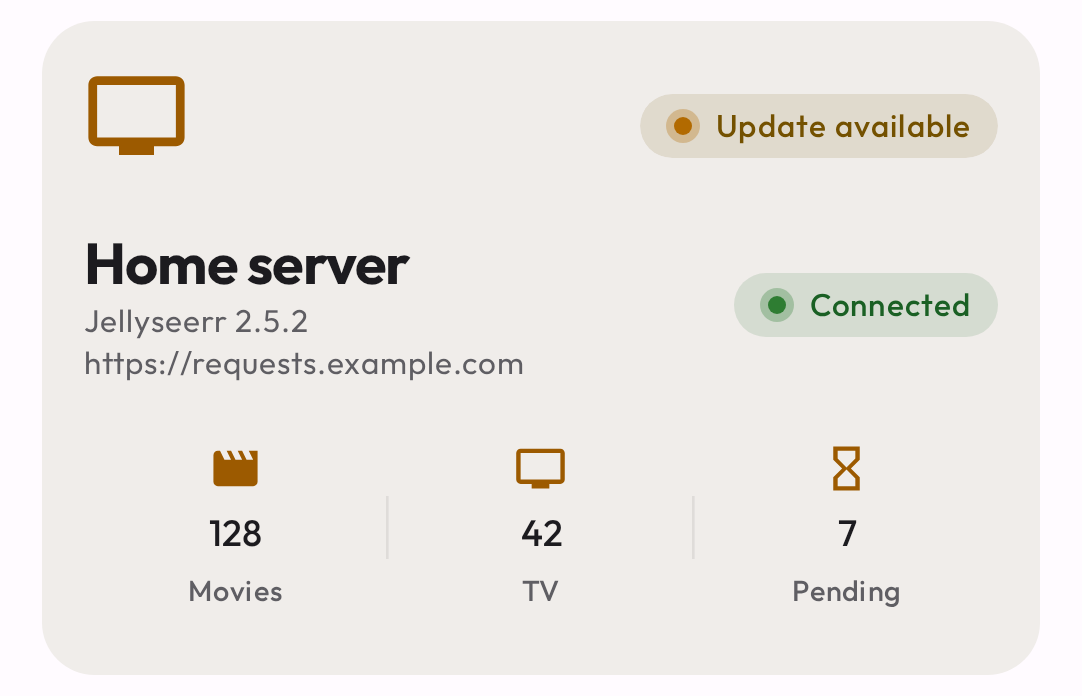 Update available
Home server
Jellyseerr 2.5.2
https://requests.example.com
Connected
128
Movies
42
TV
7
Pending